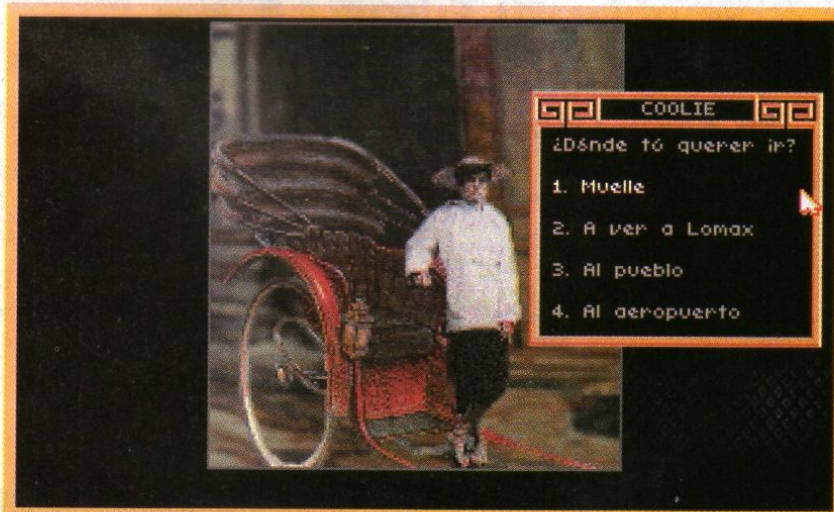 COOLIE
¿Dónde tú querer ir?
1. Muelle
2. A ver a Lomax
3. Al pueblo
4. Al aeropuerto